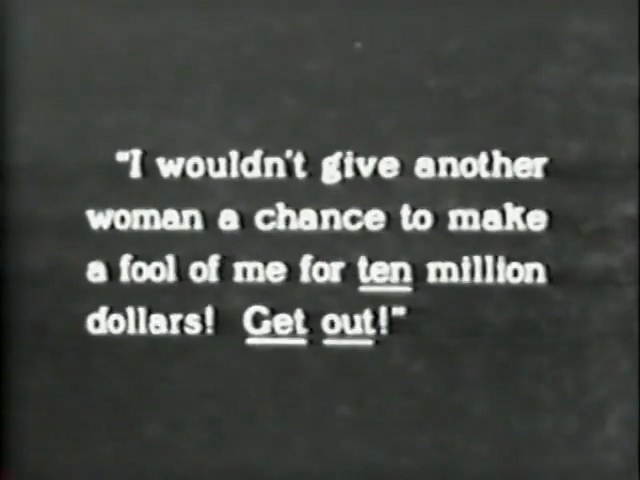 "I wouldn't give another
woman a chance to make
a fool of me for ten million
dollars! Get out!"